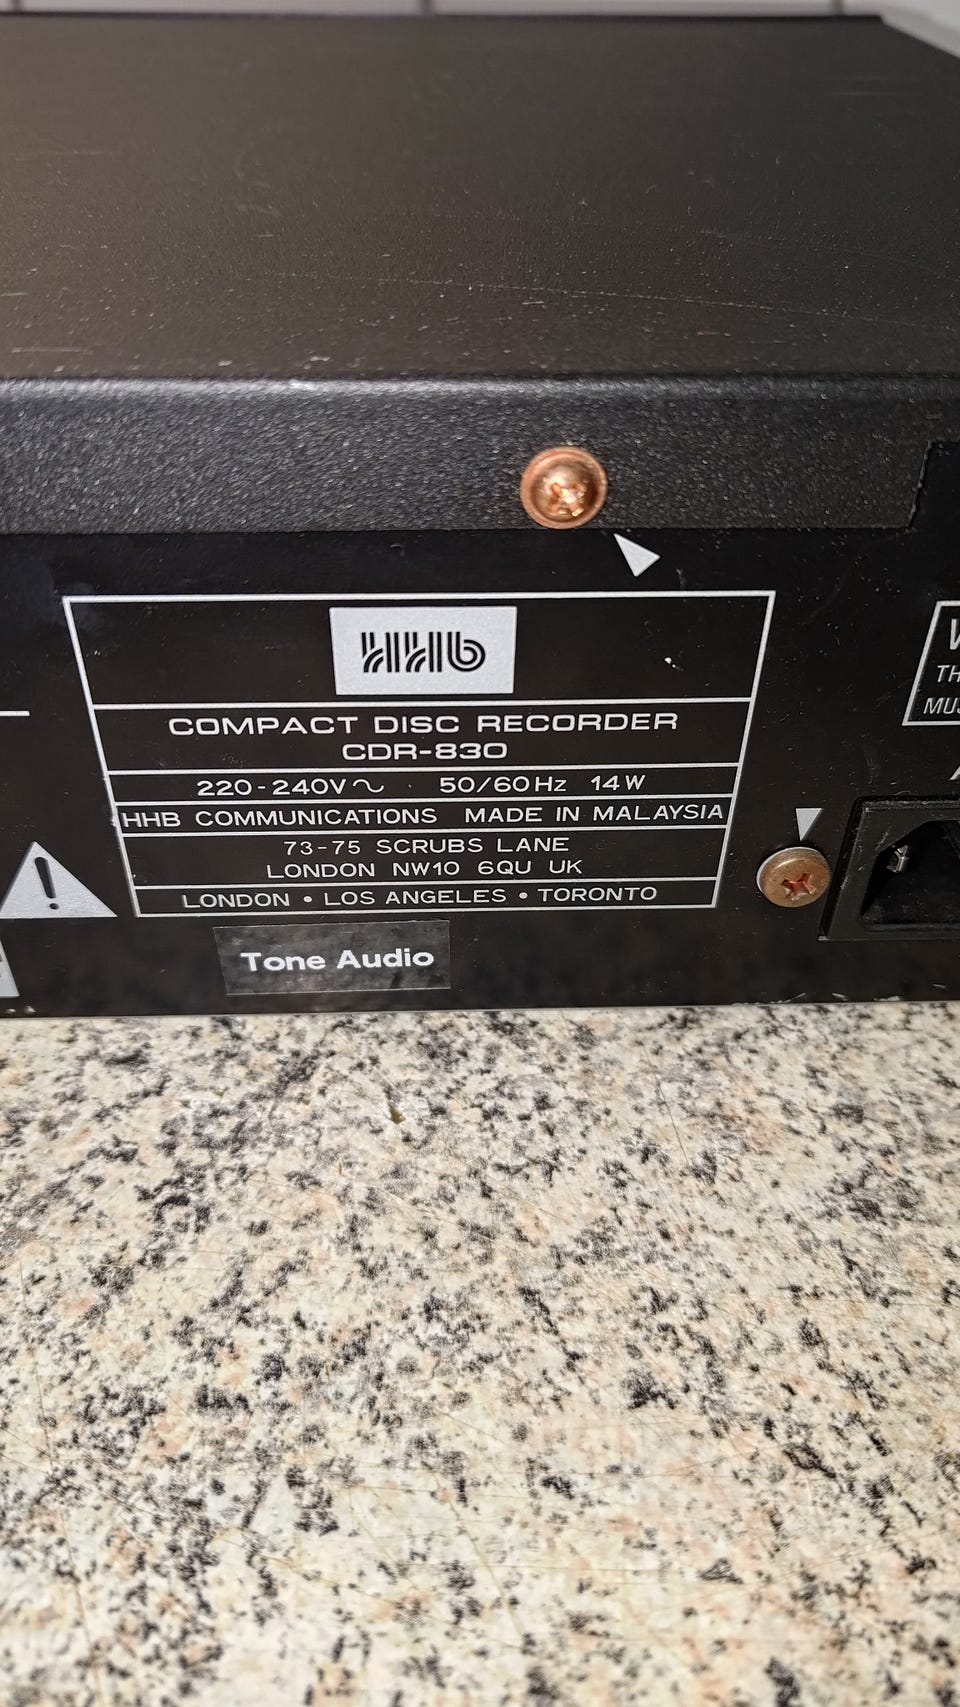 HHb
COMPACT DISC RECORDER
CDR-830
220-240V~ 50/60Hz 14W
HHB COMMUNICATIONS MADE IN MALAYSIA
73-75 SCRUBS LANE
LONDON NW10 6QU UK
LONDON • LOS ANGELES • TORONTO
Tone Audio